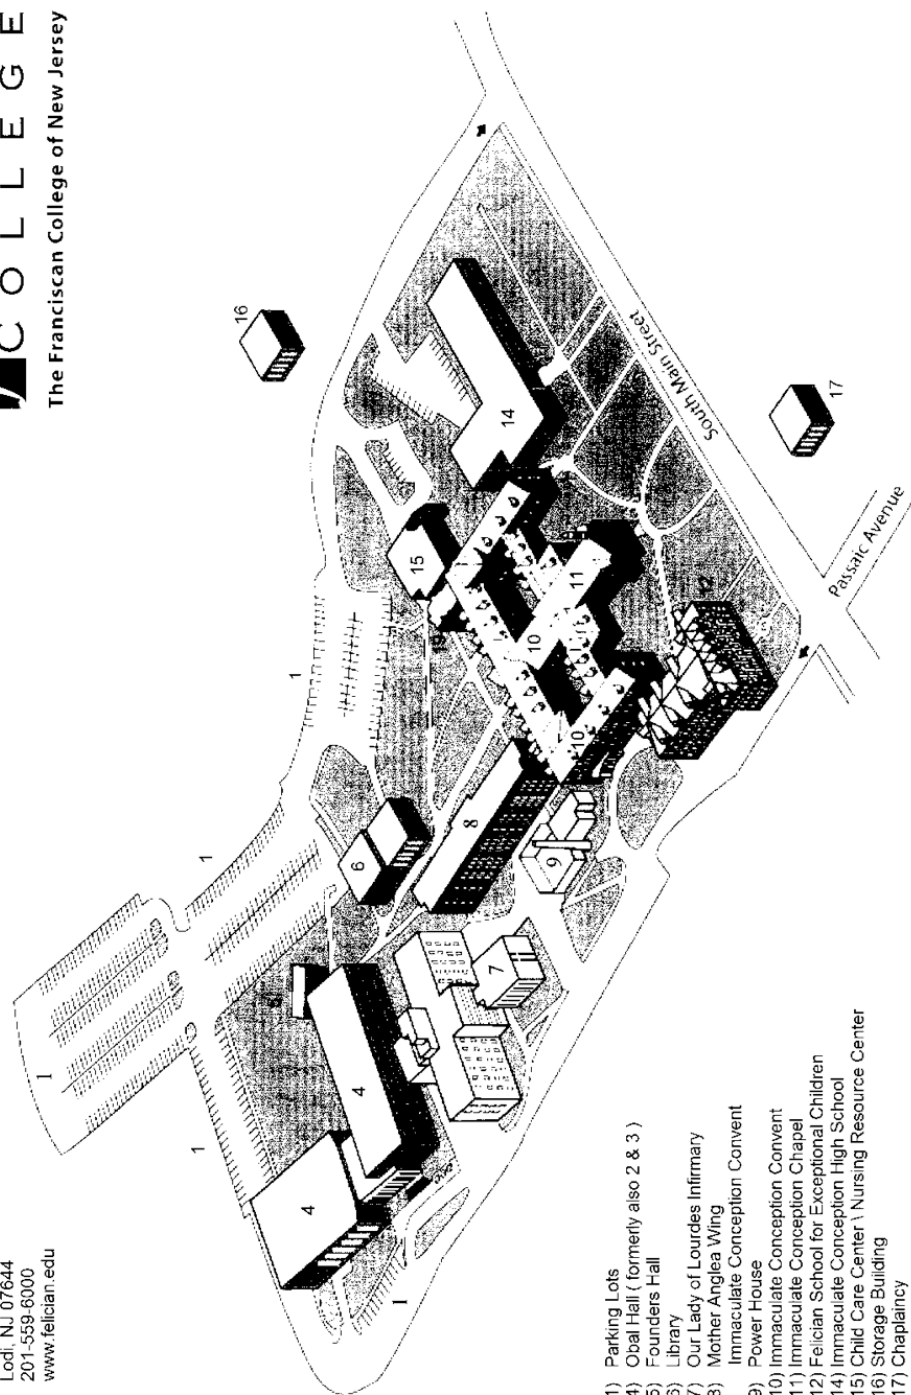 COLLEGE
The Franciscan College of New Jersey
Lodi, NJ 07644
201-559-6000
www.felician.edu
1
1
1
1
1
4
4
6
7
8
9
10
10
11
12
14
15
16
17
South Main Street
Passaic Avenue
1) Parking Lots
4) Obal Hall ( formerly also 2 & 3 )
5) Founders Hall
6) Library
7) Our Lady of Lourdes Infirmary
8) Mother Anglea Wing
Immaculate Conception Convent
9) Power House
10) Immaculate Conception Convent
11) Immaculate Conception Chapel
12) Felician School for Exceptional Children
14) Immaculate Conception High School
15) Child Care Center \ Nursing Resource Center
16) Storage Building
17) Chaplaincy